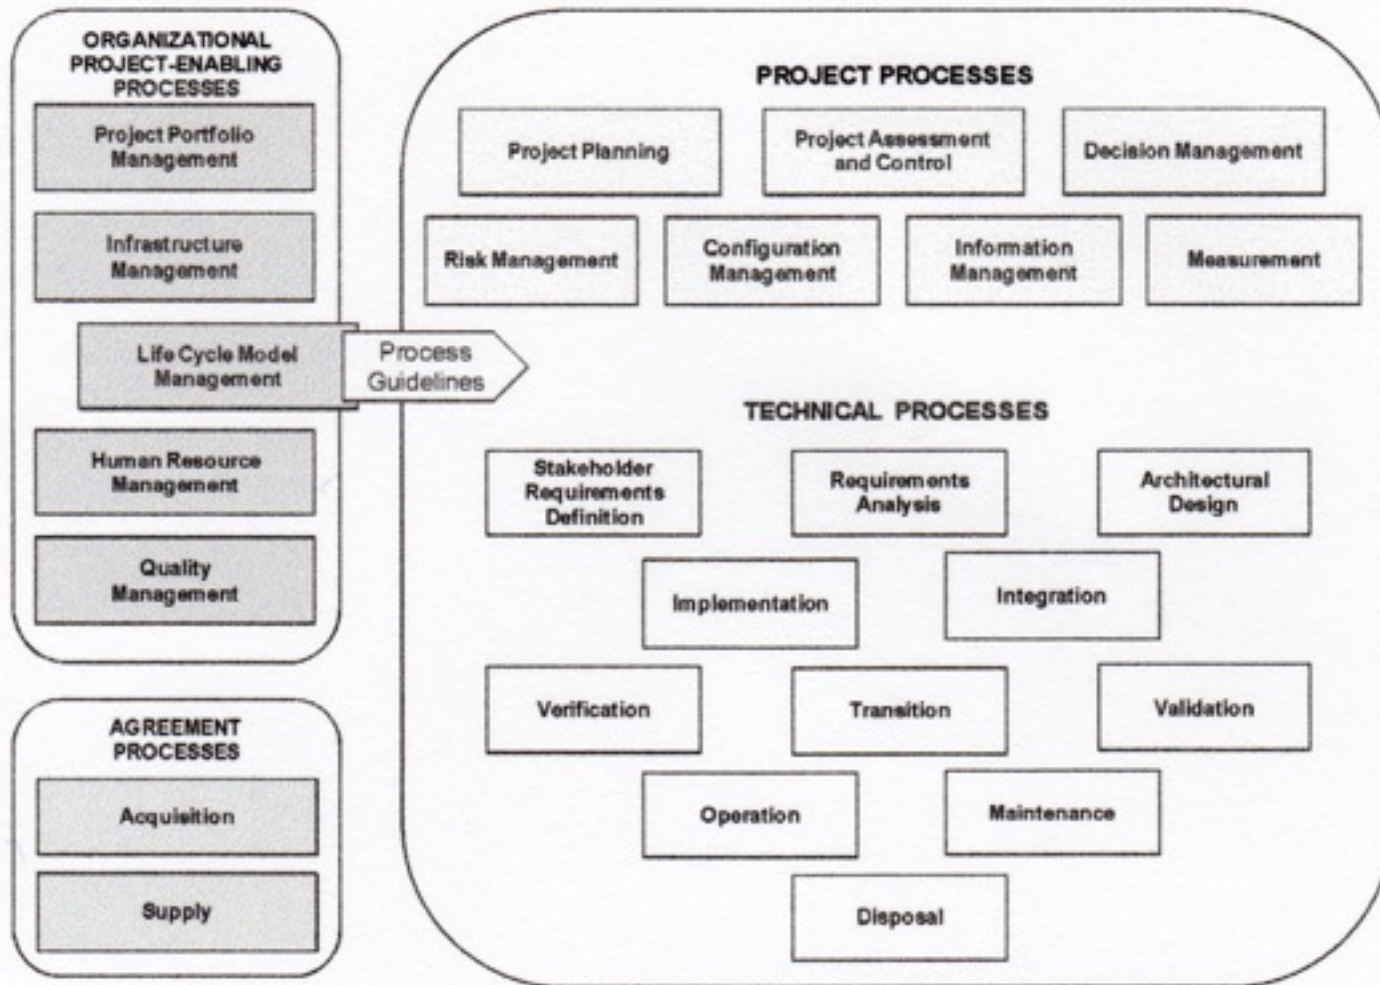 ORGANIZATIONAL
PROJECT-ENABLING
PROCESSES
Project Portfolio
Management
Infrastructure
Management
Life Cycle Model
Management
Process
Guidelines
Human Resource
Management
Quality
Management
AGREEMENT
PROCESSES
Acquisition
Supply
PROJECT PROCESSES
Project Planning
Project Assessment
and Control
Decision Management
Risk Management
Configuration
Management
Information
Management
Measurement
TECHNICAL PROCESSES
Stakeholder
Requirements
Definition
Requirements
Analysis
Architectural
Design
Implementation
Integration
Verification
Transition
Validation
Operation
Maintenance
Disposal